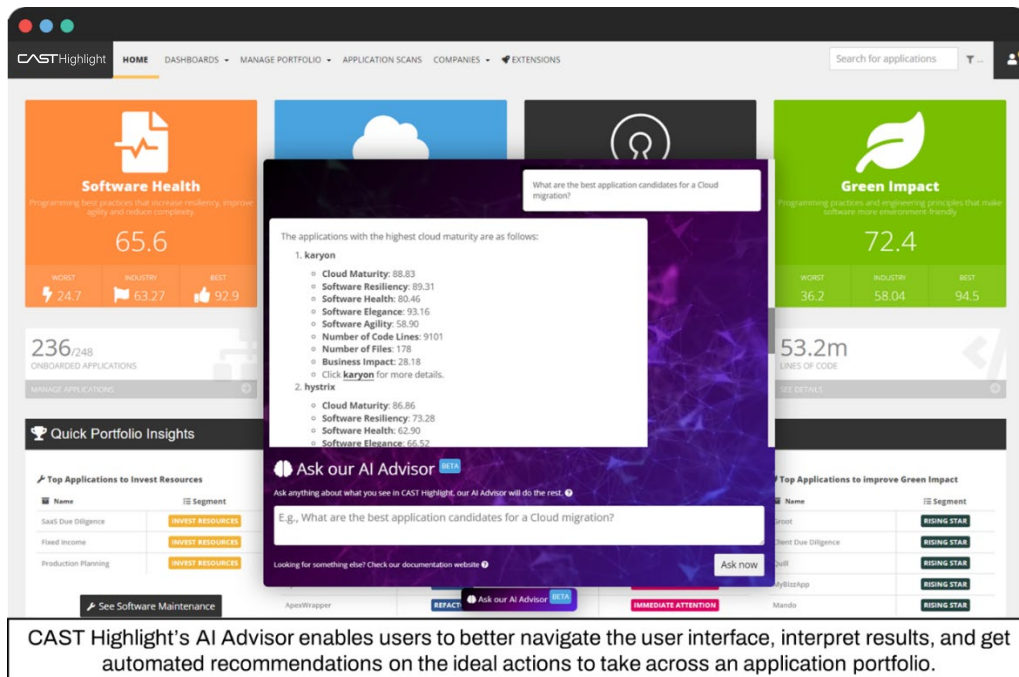 CAST Highlight
HOME DASHBOARDS MANAGE PORTFOLIO APPLICATION SCANS COMPANIES EXTENSIONS
Search for applications
Software Health
Programming best practices that increase resiliency, improve
agility and reduce complexity
65.6
WORST INDUSTRY BEST
24.7 63.27 92.9
Green Impact
Programming practices and engineering principles that make
software more environment-friendly
72.4
WORST INDUSTRY BEST
36.2 58.04 94.5
What are the best application candidates for a Cloud
migration?
The applications with the highest cloud maturity are as follows:
1. karyon
Cloud Maturity: 88.83
Software Resiliency: 89.31
Software Health: 80.46
Software Elegance: 93.16
Software Agility: 58.90
Number of Code Lines: 9101
Number of Files: 178
Business Impact: 28.18
Click karyon for more details.
2. hystrix
Cloud Maturity: 86.86
Software Resiliency: 73.28
Software Health: 62.90
Software Elegance: 66.52
Ask our AI Advisor BETA
Ask anything about what you see in CAST Highlight, our AI Advisor will do the rest.
E.g., What are the best application candidates for a Cloud migration?
Looking for something else? Check our documentation website
Ask now
236/248
ONBOARDED APPLICATIONS
MANAGE APPLICATIONS
53.2m
LINES OF CODE
SEE DETAILS
Quick Portfolio Insights
Top Applications to Invest Resources
Name Segment
SaaS Due Diligence INVEST RESOURCES
Fixed Income INVEST RESOURCES
Production Planning INVEST RESOURCES
See Software Maintenance
ApexWrapper
Ask our AI Advisor BETA
IMMEDIATE ATTENTION
Top Applications to improve Green Impact
Name Segment
Groot RISING STAR
Client Due Diligence RISING STAR
Quill RISING STAR
MyBizzApp RISING STAR
Mando RISING STAR
CAST Highlight's AI Advisor enables users to better navigate the user interface, interpret results, and get
automated recommendations on the ideal actions to take across an application portfolio.